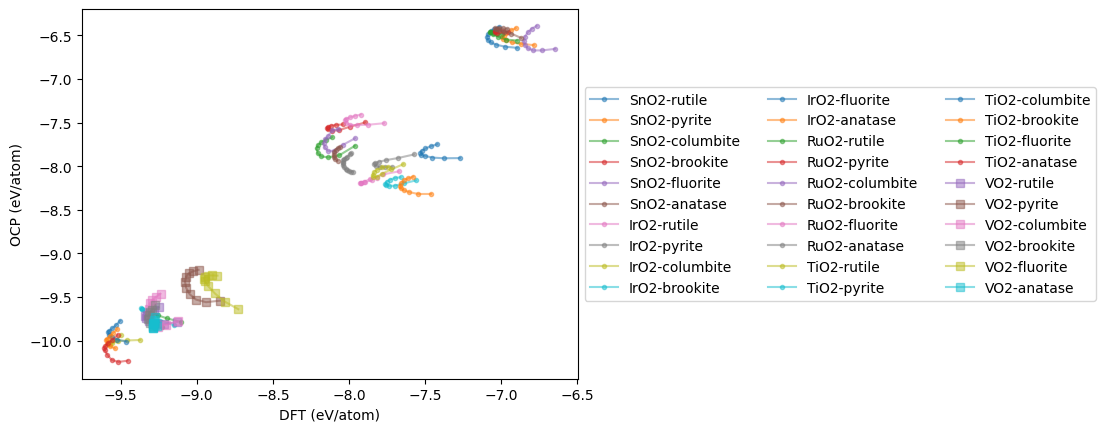 −6.5
−7.0
−7.5
−8.0
−8.5
−9.0
−9.5
−10.0
OCP (eV/atom)
−9.5 −9.0 −8.5 −8.0 −7.5 −7.0 −6.5
DFT (eV/atom)
SnO2-rutile IrO2-fluorite TiO2-columbite
SnO2-pyrite IrO2-anatase TiO2-brookite
SnO2-columbite RuO2-rutile TiO2-fluorite
SnO2-brookite RuO2-pyrite TiO2-anatase
SnO2-fluorite RuO2-columbite VO2-rutile
SnO2-anatase RuO2-brookite VO2-pyrite
IrO2-rutile RuO2-fluorite VO2-columbite
IrO2-pyrite RuO2-anatase VO2-brookite
IrO2-columbite TiO2-rutile VO2-fluorite
IrO2-brookite TiO2-pyrite VO2-anatase